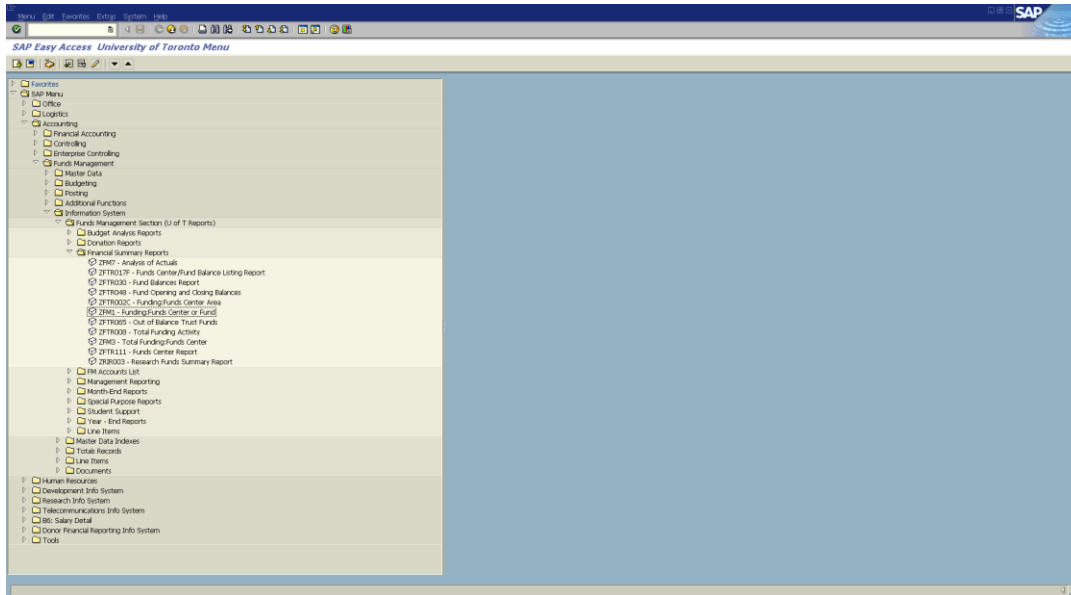 Menu Edit Favorites Extras System Help
SAP
SAP Easy Access University of Toronto Menu
Favorites
SAP Menu
Office
Logistics
Accounting
Financial Accounting
Controlling
Enterprise Controlling
Funds Management
Master Data
Budgeting
Posting
Additional Functions
Information System
Funds Management Section (U of T Reports)
Budget Analysis Reports
Donation Reports
Financial Summary Reports
ZFM7 - Analysis of Actuals
ZFTR017F - Funds Center/Fund Balance Listing Report
ZFTR030 - Fund Balances Report
ZFTR048 - Fund Opening and Closing Balances
ZFTR002C - Funding:Funds Center Area
ZFM1 - Funding:Funds Center or Fund
ZFTR065 - Out of Balance Trust Funds
ZFTR008 - Total Funding Activity
ZFM3 - Total Funding:Funds Center
ZFTR111 - Funds Center Report
ZRIR003 - Research Funds Summary Report
FM Accounts List
Management Reporting
Month-End Reports
Special Purpose Reports
Student Support
Year - End Reports
Line Items
Master Data Indexes
Totals Records
Line Items
Documents
Human Resources
Development Info System
Research Info System
Telecommunications Info System
B6: Salary Detail
Donor Financial Reporting Info System
Tools